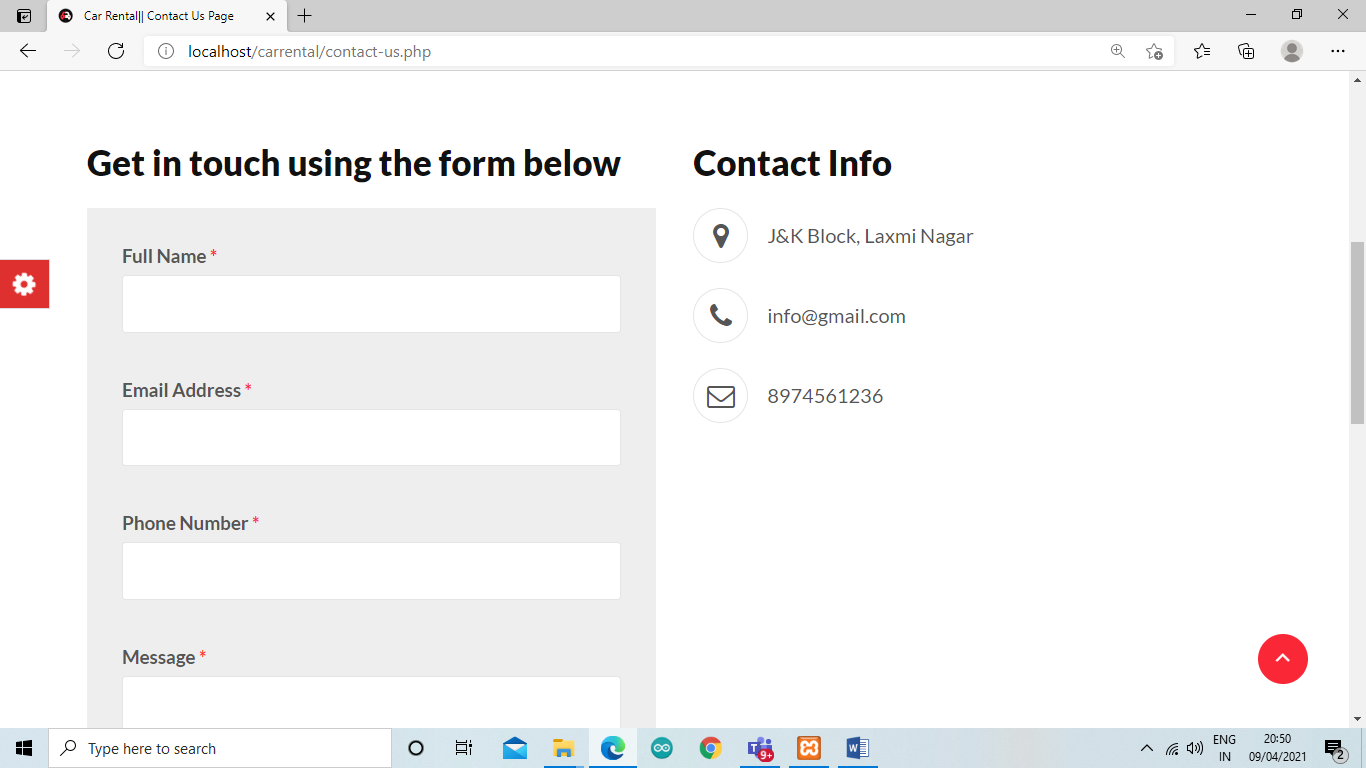 Car Rental|| Contact Us Page
localhost/carrental/contact-us.php
Get in touch using the form below
Full Name *
Email Address *
Phone Number *
Message *
Contact Info
J&K Block, Laxmi Nagar
info@gmail.com
8974561236
Type here to search
9+
ENG
IN
20:50
09/04/2021
2